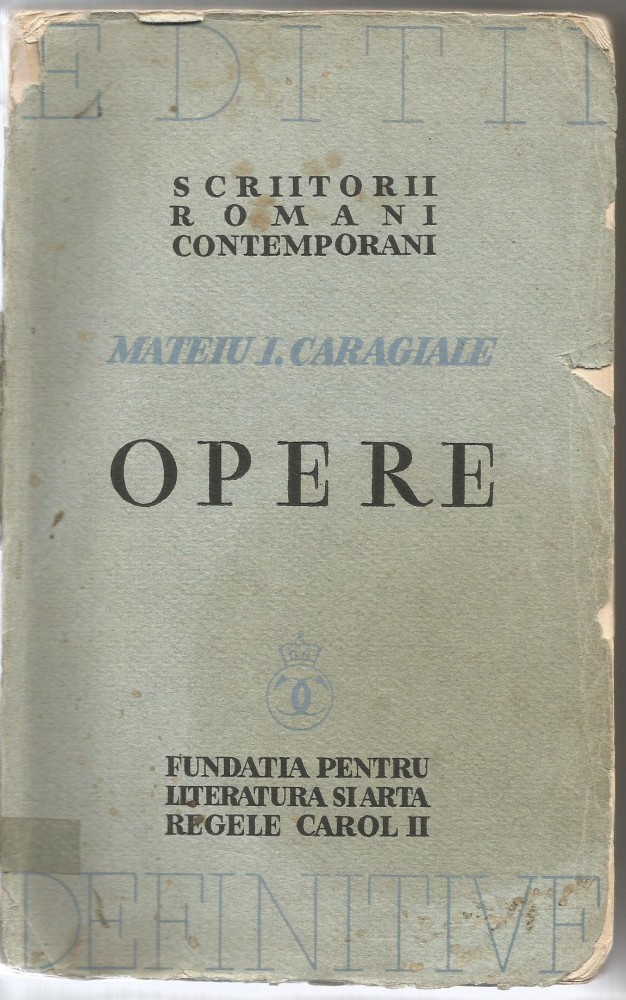 EDITII
SCRIITORII
ROMANI
CONTEMPORANI
MATEIU I. CARAGIALE
OPERE
FUNDATIA PENTRU
LITERATURA SI ARTA
REGELE CAROL II
DEFINITIVE